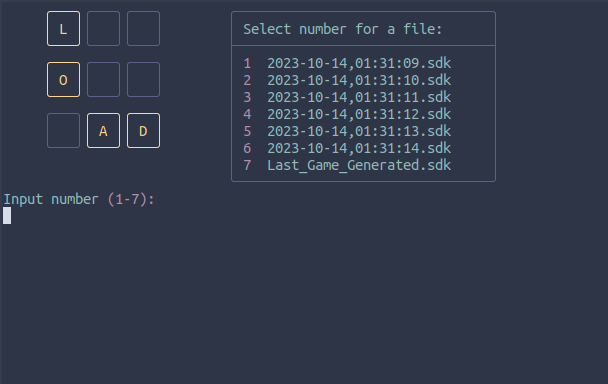 L
O
A D
Select number for a file:
1 2023-10-14,01:31:09.sdk
2 2023-10-14,01:31:10.sdk
3 2023-10-14,01:31:11.sdk
4 2023-10-14,01:31:12.sdk
5 2023-10-14,01:31:13.sdk
6 2023-10-14,01:31:14.sdk
7 Last_Game_Generated.sdk
Input number (1-7):